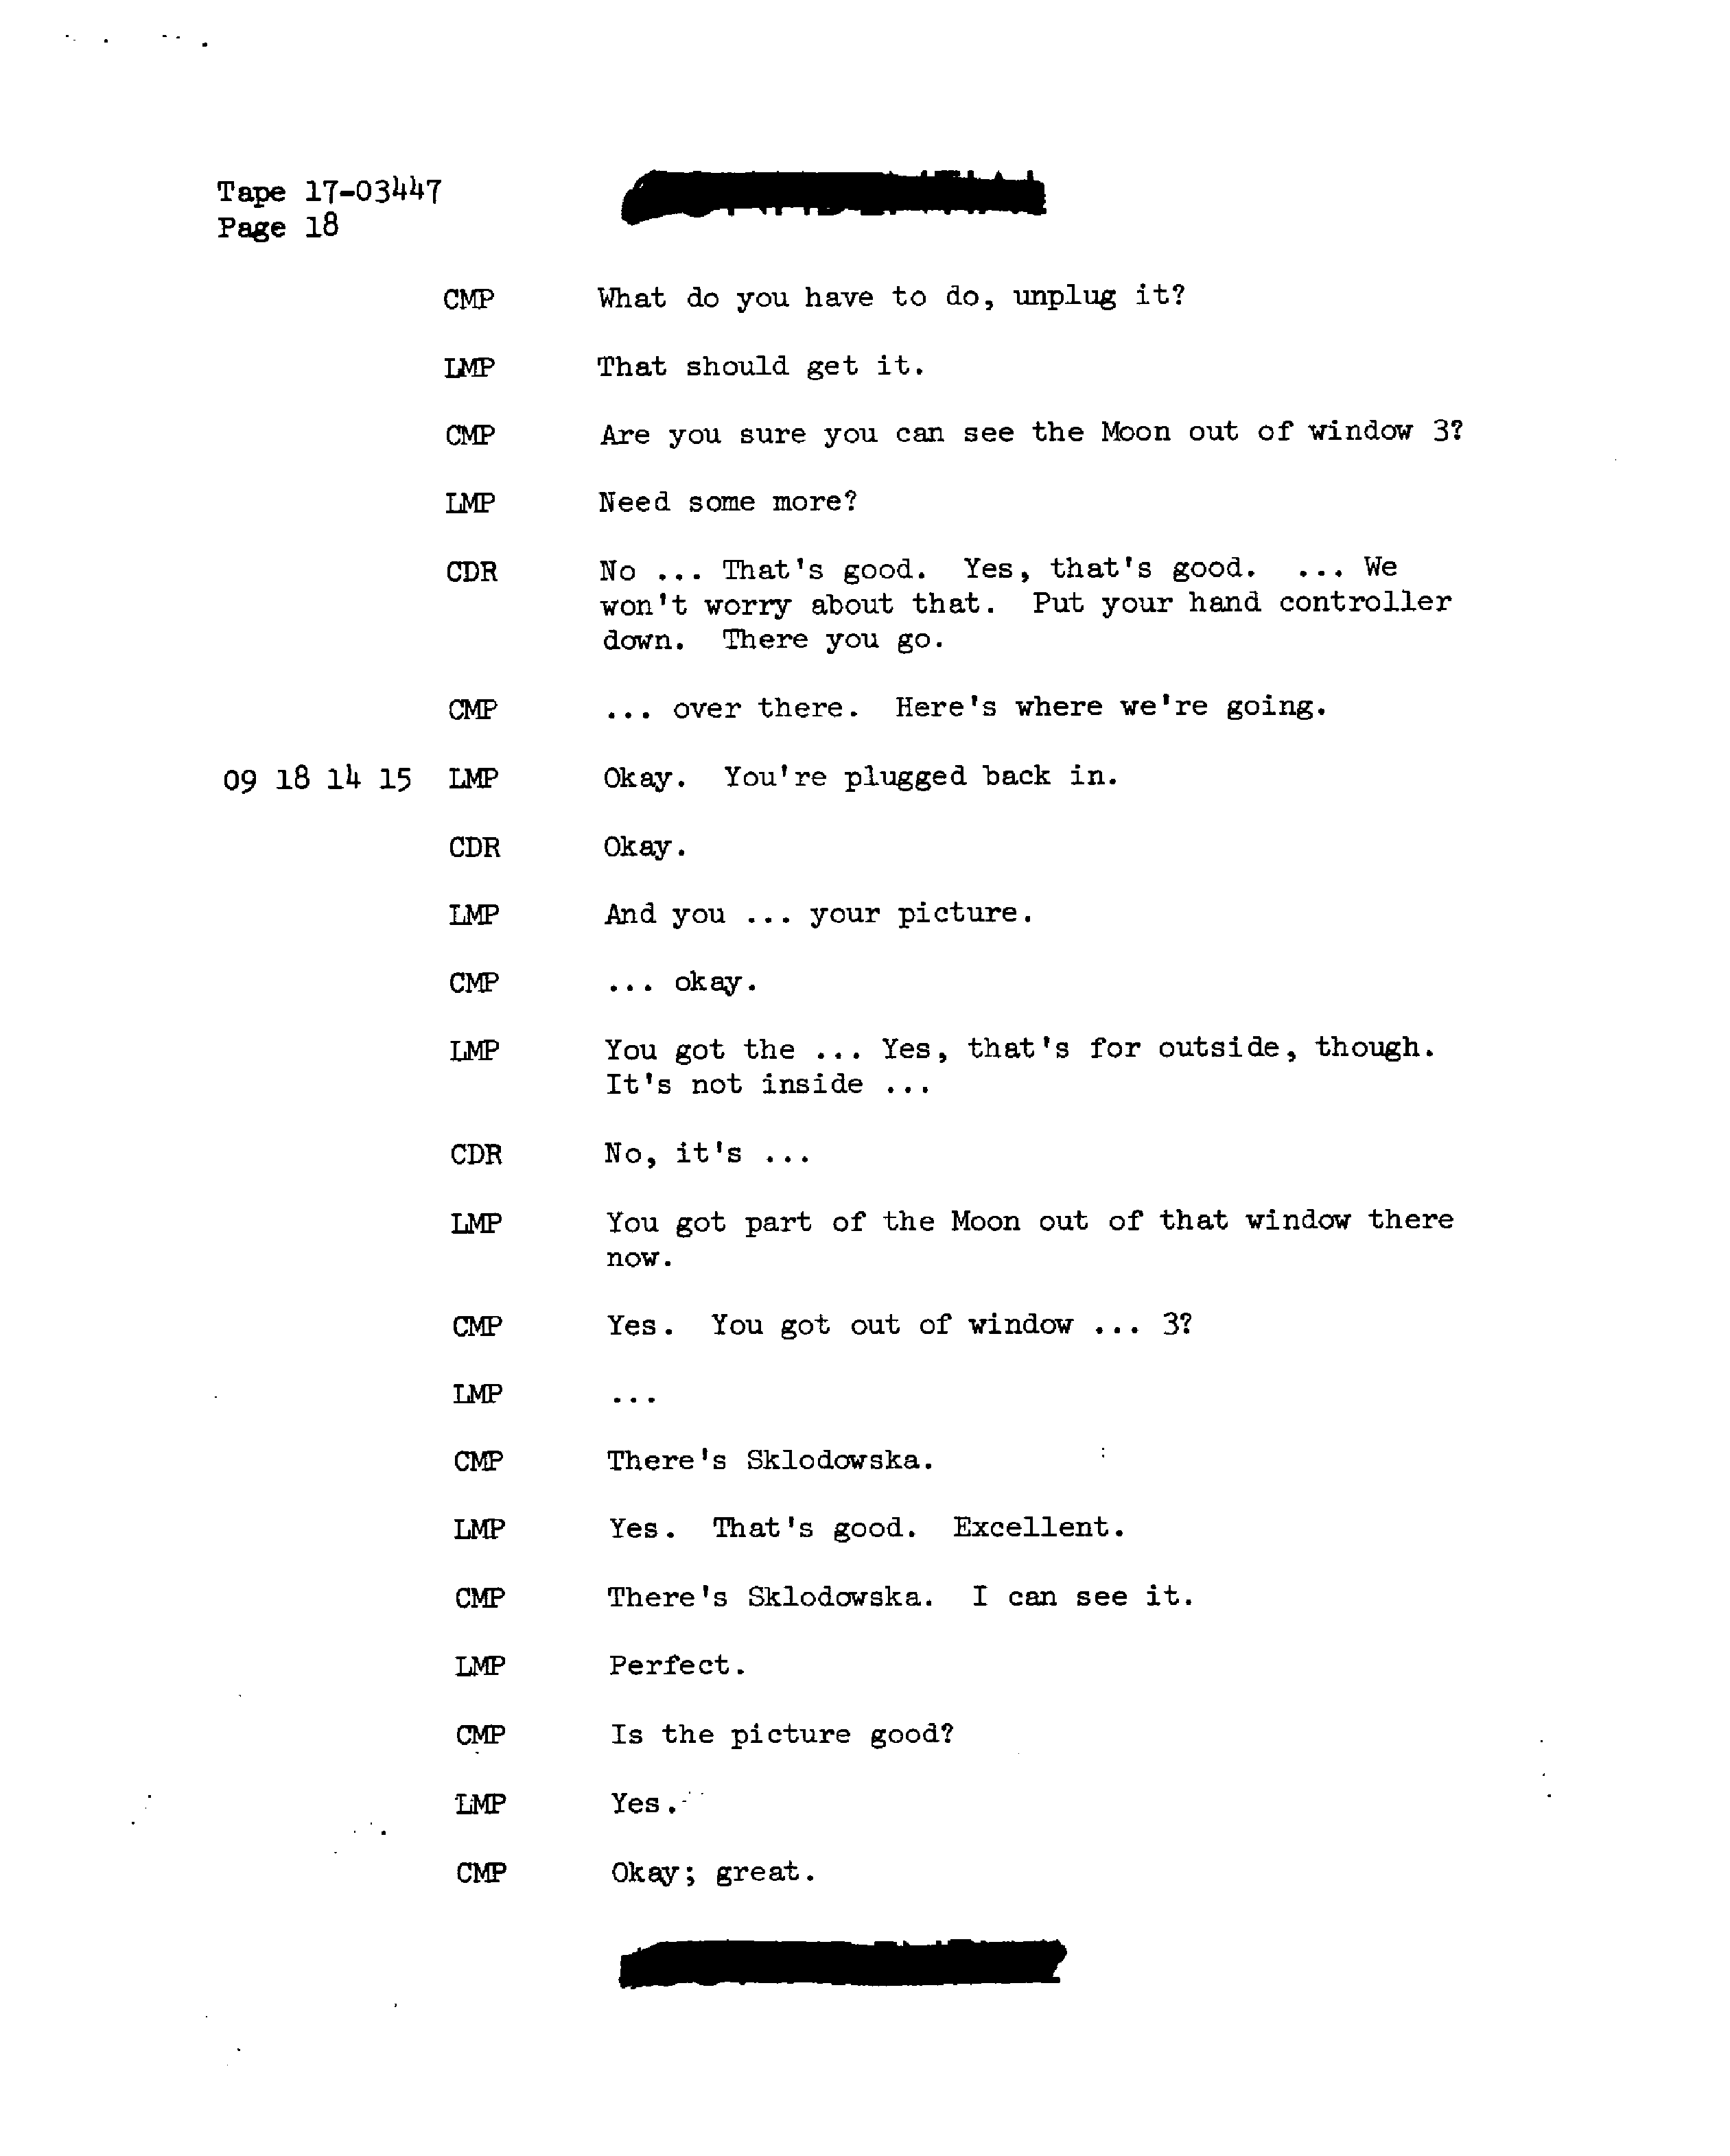 Tape 17-03447
Page 18
CMP What do you have to do, unplug it?
LMP That should get it.
CMP Are you sure you can see the Moon out of window 3?
LMP Need some more?
CDR No ... That's good. Yes, that's good. ... We
won't worry about that. Put your hand controller
down. There you go.
CMP ... over there. Here's where we're going.
09 18 14 15 LMP Okay. You're plugged back in.
CDR Okay.
LMP And you ... your picture.
CMP ... okay.
LMP You got the ... Yes, that's for outside, though.
It's not inside ...
CDR No, it's ...
LMP You got part of the Moon out of that window there
now.
CMP Yes. You got out of window ... 3?
LMP ...
CMP There's Sklodowska.
LMP Yes. That's good. Excellent.
CMP There's Sklodowska. I can see it.
LMP Perfect.
CMP Is the picture good?
LMP Yes.
CMP Okay; great.